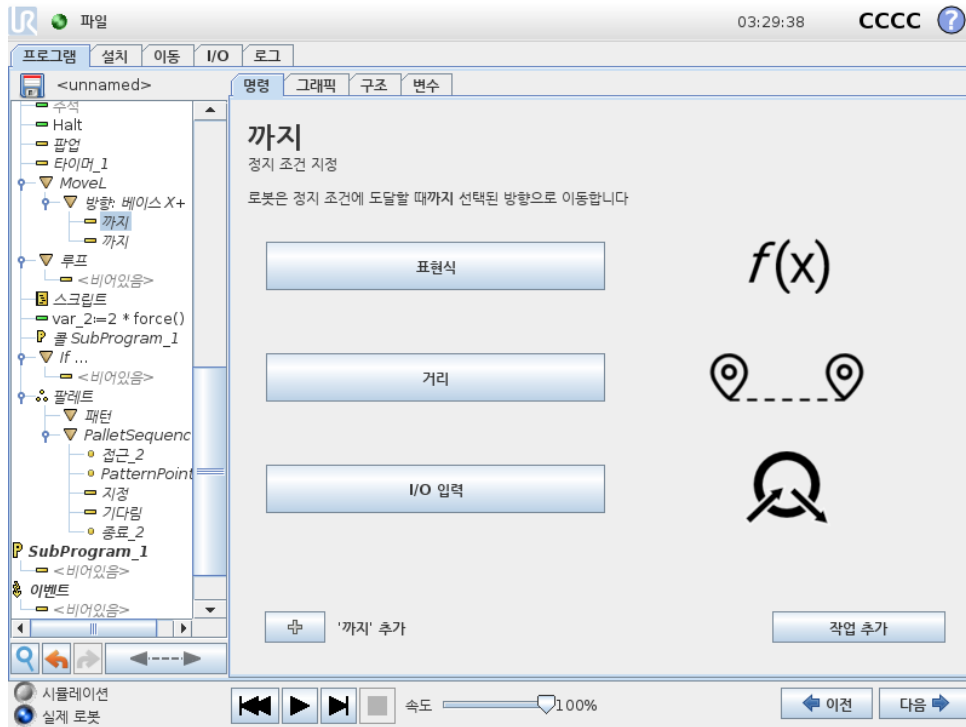 UR 파일 03:29:38 CCCC ?
프로그램 설치 이동 I/O 로그
<unnamed>
명령 그래픽 구조 변수
주석
Halt
팝업
타이머_1
MoveL
방향: 베이스 X+
까지
까지
루프
<비어있음>
스크립트
var_2:=2 * force()
콜 SubProgram_1
If ...
<비어있음>
팔레트
패턴
PalletSequenc
접근_2
PatternPoint
지정
기다림
종료_2
SubProgram_1
<비어있음>
이벤트
<비어있음>
까지
정지 조건 지정
로봇은 정지 조건에 도달할 때까지 선택된 방향으로 이동합니다
표현식
f(x)
거리
I/O 입력
'까지' 추가
작업 추가
시뮬레이션
실제 로봇
속도 100%
이전 다음